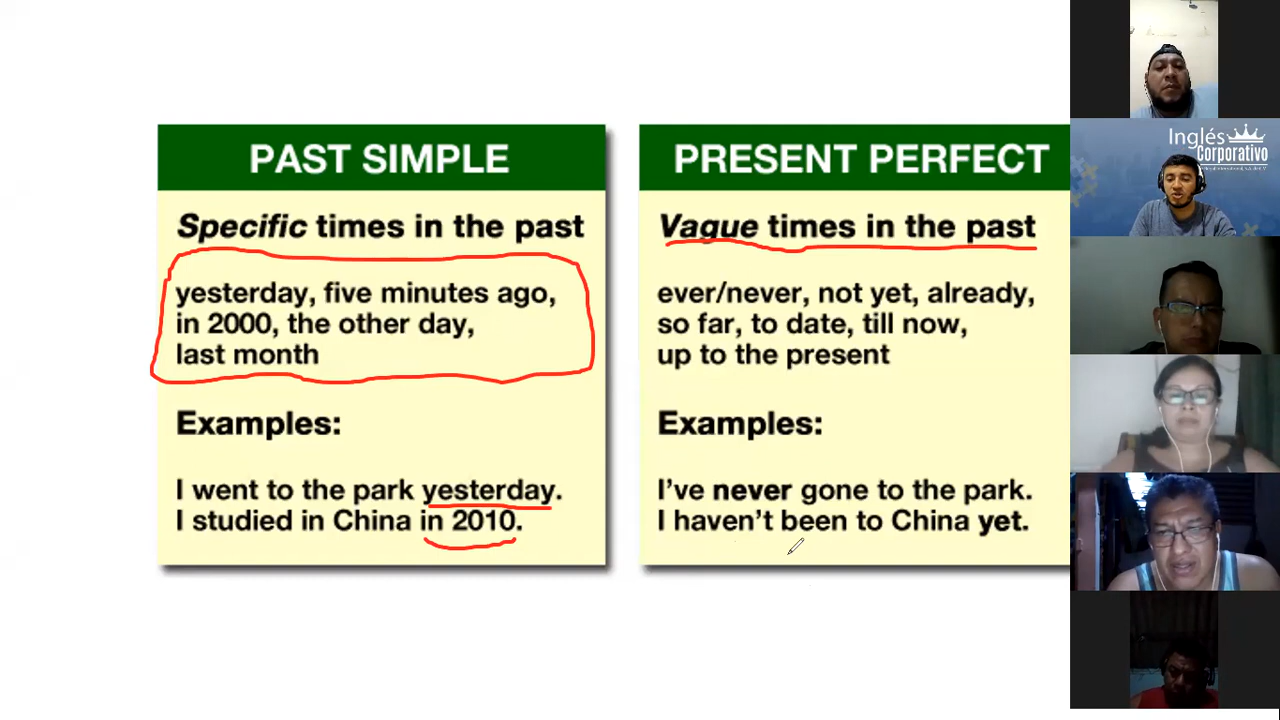 PAST SIMPLE
Specific times in the past
yesterday, five minutes ago,
in 2000, the other day,
last month
Examples:
I went to the park yesterday.
I studied in China in 2010.
PRESENT PERFECT
Vague times in the past
ever/never, not yet, already,
so far, to date, till now,
up to the present
Examples:
I've never gone to the park.
I haven't been to China yet.
Inglés
Corporativo